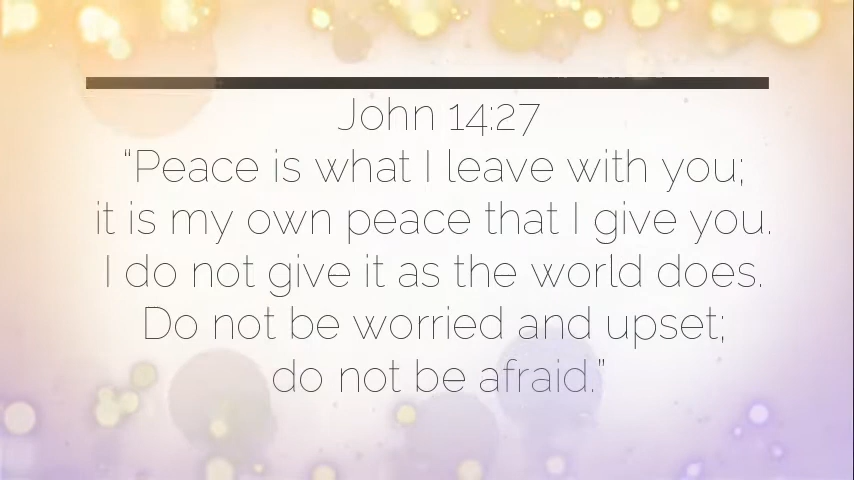 John 14:27
“Peace is what I leave with you;
it is my own peace that I give you.
I do not give it as the world does.
Do not be worried and upset;
do not be afraid.”